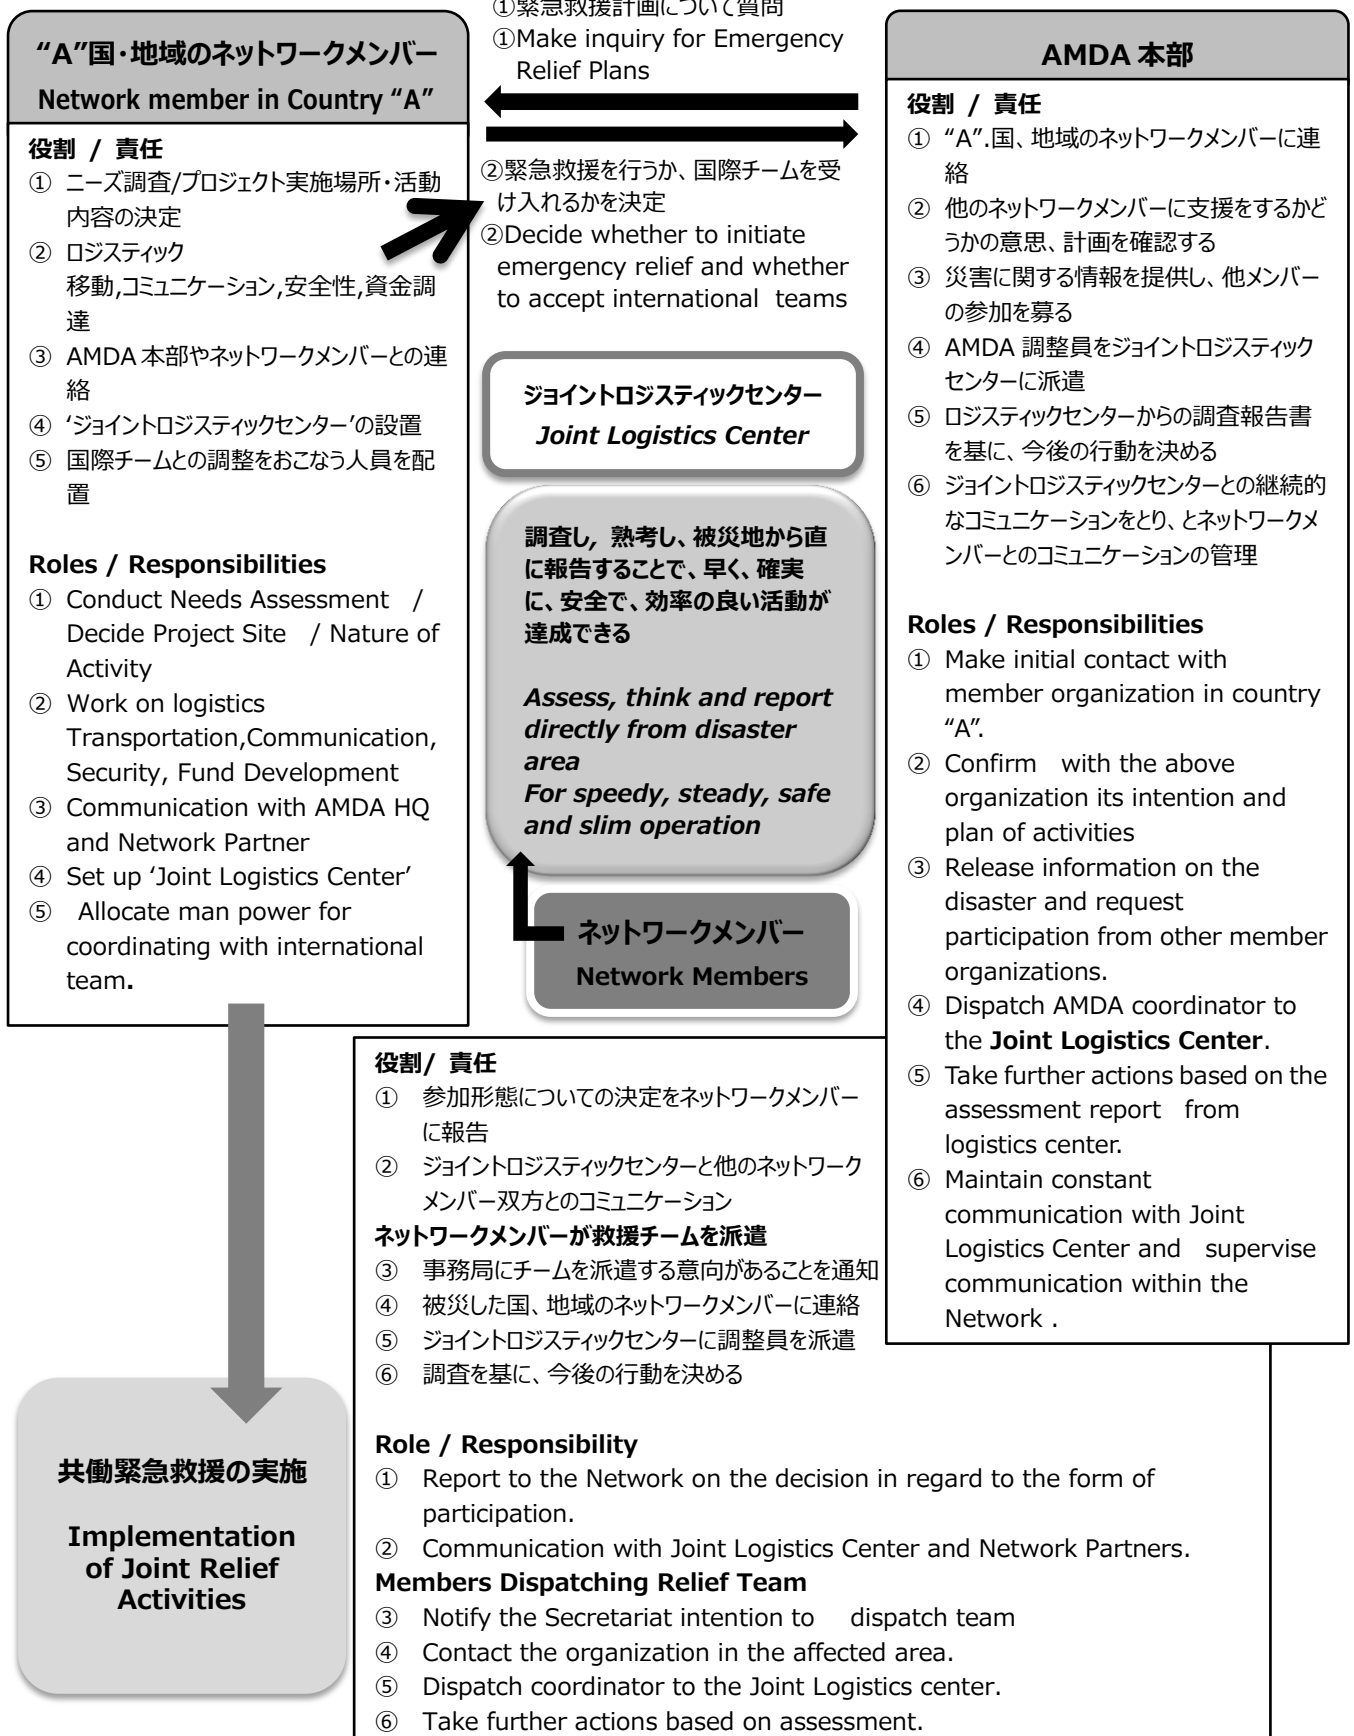 “A”国・地域のネットワークメンバー
Network member in Country “A”
役割 / 責任
① ニーズ調査/プロジェクト実施場所・活動
内容の決定
② ロジスティック
移動,コミュニケーション,安全性,資金調
達
③ AMDA 本部やネットワークメンバーとの連
絡
④ ‘ジョイントロジスティックセンター’の設置
⑤ 国際チームとの調整をおこなう人員を配
置
Roles / Responsibilities
① Conduct Needs Assessment /
Decide Project Site / Nature of
Activity
② Work on logistics
Transportation,Communication,
Security, Fund Development
③ Communication with AMDA HQ
and Network Partner
④ Set up ‘Joint Logistics Center’
⑤ Allocate man power for
coordinating with international
team.
①緊急救援計画について質問
①Make inquiry for Emergency
Relief Plans
②緊急救援を行うか、国際チームを受
け入れるかを決定
②Decide whether to initiate
emergency relief and whether
to accept international teams
ジョイントロジスティックセンター
Joint Logistics Center
調査し, 熟考し、被災地から直
に報告することで、早く、確実
に、安全で、効率の良い活動が
達成できる
Assess, think and report
directly from disaster
area
For speedy, steady, safe
and slim operation
ネットワークメンバー
Network Members
AMDA 本部
役割 / 責任
① “A”.国、地域のネットワークメンバーに連
絡
② 他のネットワークメンバーに支援をするかど
うかの意思、計画を確認する
③ 災害に関する情報を提供し、他メンバー
の参加を募る
④ AMDA 調整員をジョイントロジスティック
センターに派遣
⑤ ロジスティックセンターからの調査報告書
を基に、今後の行動を決める
⑥ ジョイントロジスティックセンターとの継続的
なコミュニケーションをとり、とネットワークメ
ンバーとのコミュニケーションの管理
Roles / Responsibilities
① Make initial contact with
member organization in country
“A”.
② Confirm with the above
organization its intention and
plan of activities
③ Release information on the
disaster and request
participation from other member
organizations.
④ Dispatch AMDA coordinator to
the Joint Logistics Center.
⑤ Take further actions based on the
assessment report from
logistics center.
⑥ Maintain constant
communication with Joint
Logistics Center and supervise
communication within the
Network .
役割/ 責任
① 参加形態についての決定をネットワークメンバー
に報告
② ジョイントロジスティックセンターと他のネットワーク
メンバー双方とのコミュニケーション
ネットワークメンバーが救援チームを派遣
③ 事務局にチームを派遣する意向があることを通知
④ 被災した国、地域のネットワークメンバーに連絡
⑤ ジョイントロジスティックセンターに調整員を派遣
⑥ 調査を基に、今後の行動を決める
Role / Responsibility
① Report to the Network on the decision in regard to the form of
participation.
② Communication with Joint Logistics Center and Network Partners.
Members Dispatching Relief Team
③ Notify the Secretariat intention to dispatch team
④ Contact the organization in the affected area.
⑤ Dispatch coordinator to the Joint Logistics center.
⑥ Take further actions based on assessment.
共働緊急救援の実施
Implementation
of Joint Relief
Activities